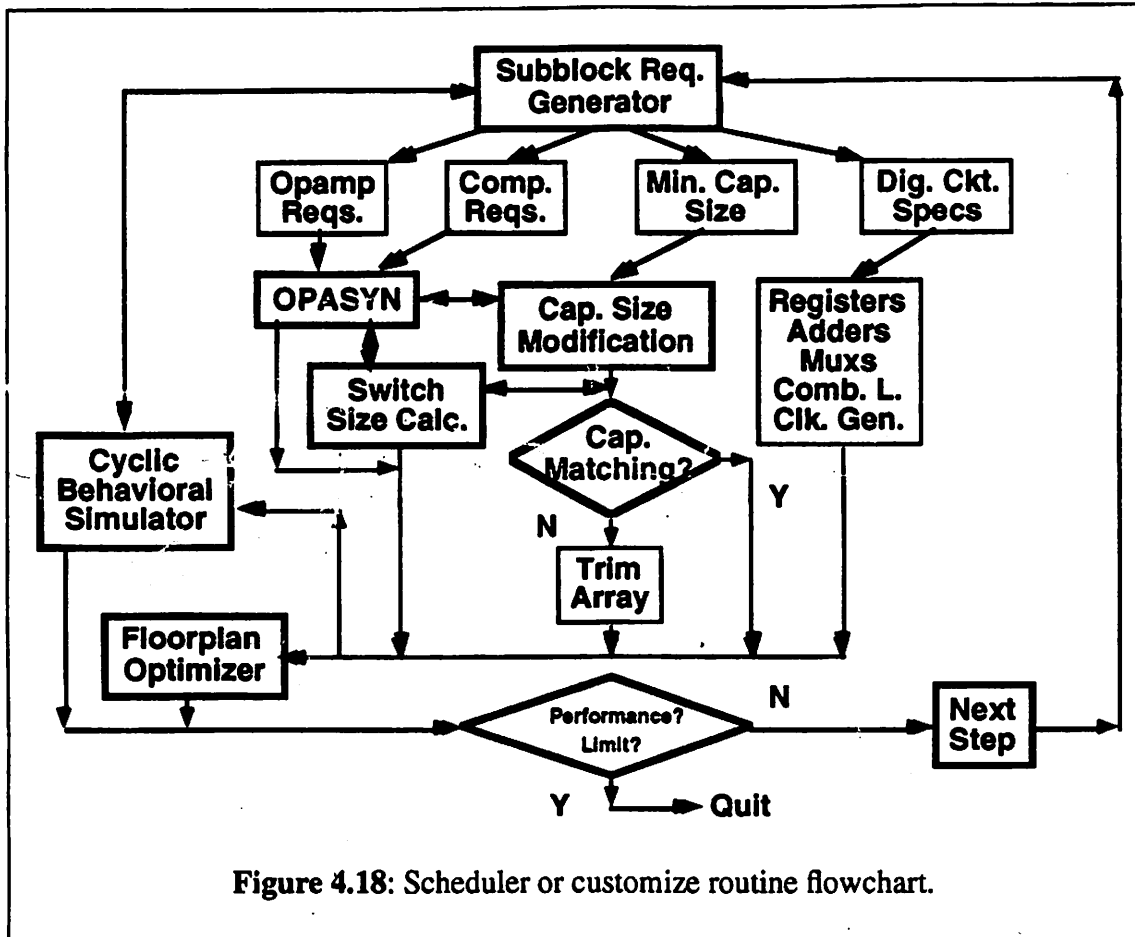 Subblock Req.
Generator
Opamp
Reqs.
Comp.
Reqs.
Min. Cap.
Size
Dig. Ckt.
Specs
OPASYN
Cap. Size
Modification
Registers
Adders
Muxs
Comb. L.
Clk. Gen.
Switch
Size Calc.
Cap.
Matching?
Cyclic
Behavioral
Simulator
Y
N
Trim
Array
Floorplan
Optimizer
Performance?
Limit?
N
Next
Step
Y
Quit
Figure 4.18: Scheduler or customize routine flowchart.